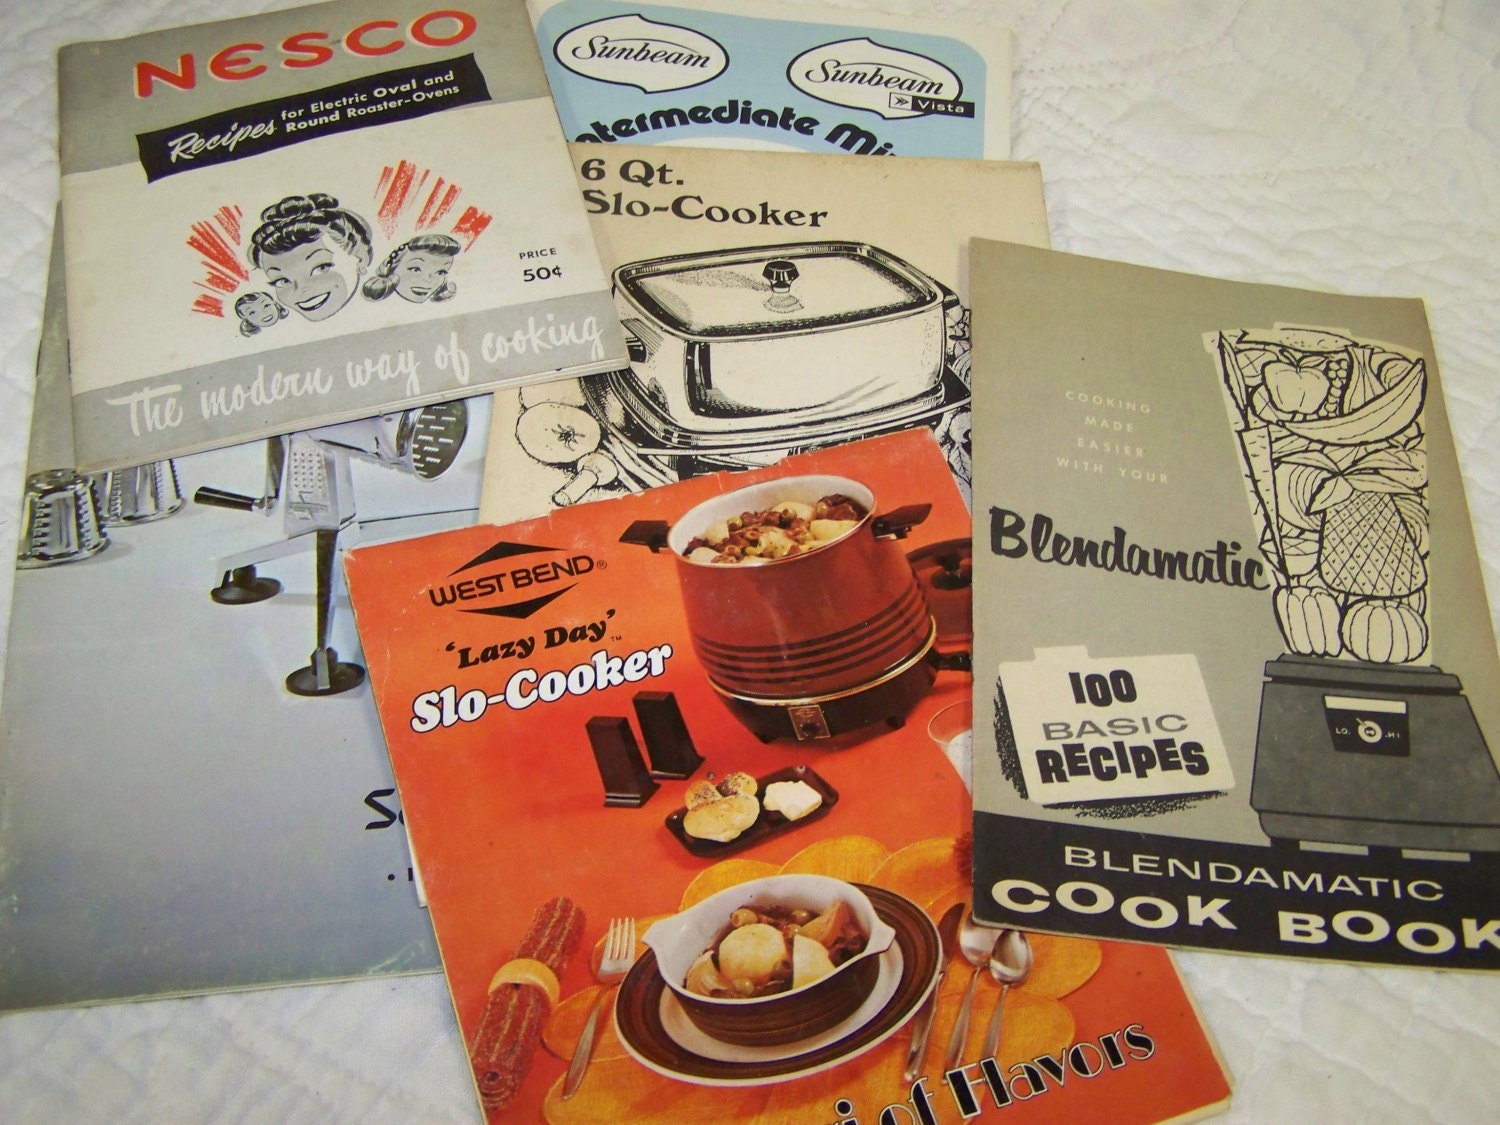 NESCO
Recipes for Electric Oval and
Round Roaster-Ovens
PRICE
50¢
The modern way of cooking
Sunbeam
Sunbeam
Vista
6 Qt.
Slo-Cooker
WEST BEND®
'Lazy Day'™
Slo-Cooker
of Flavors
COOKING
MADE
EASIER
WITH YOUR
Blendamatic
100
BASIC
RECIPES
LO. .HI
BLENDAMATIC
COOK BOOK